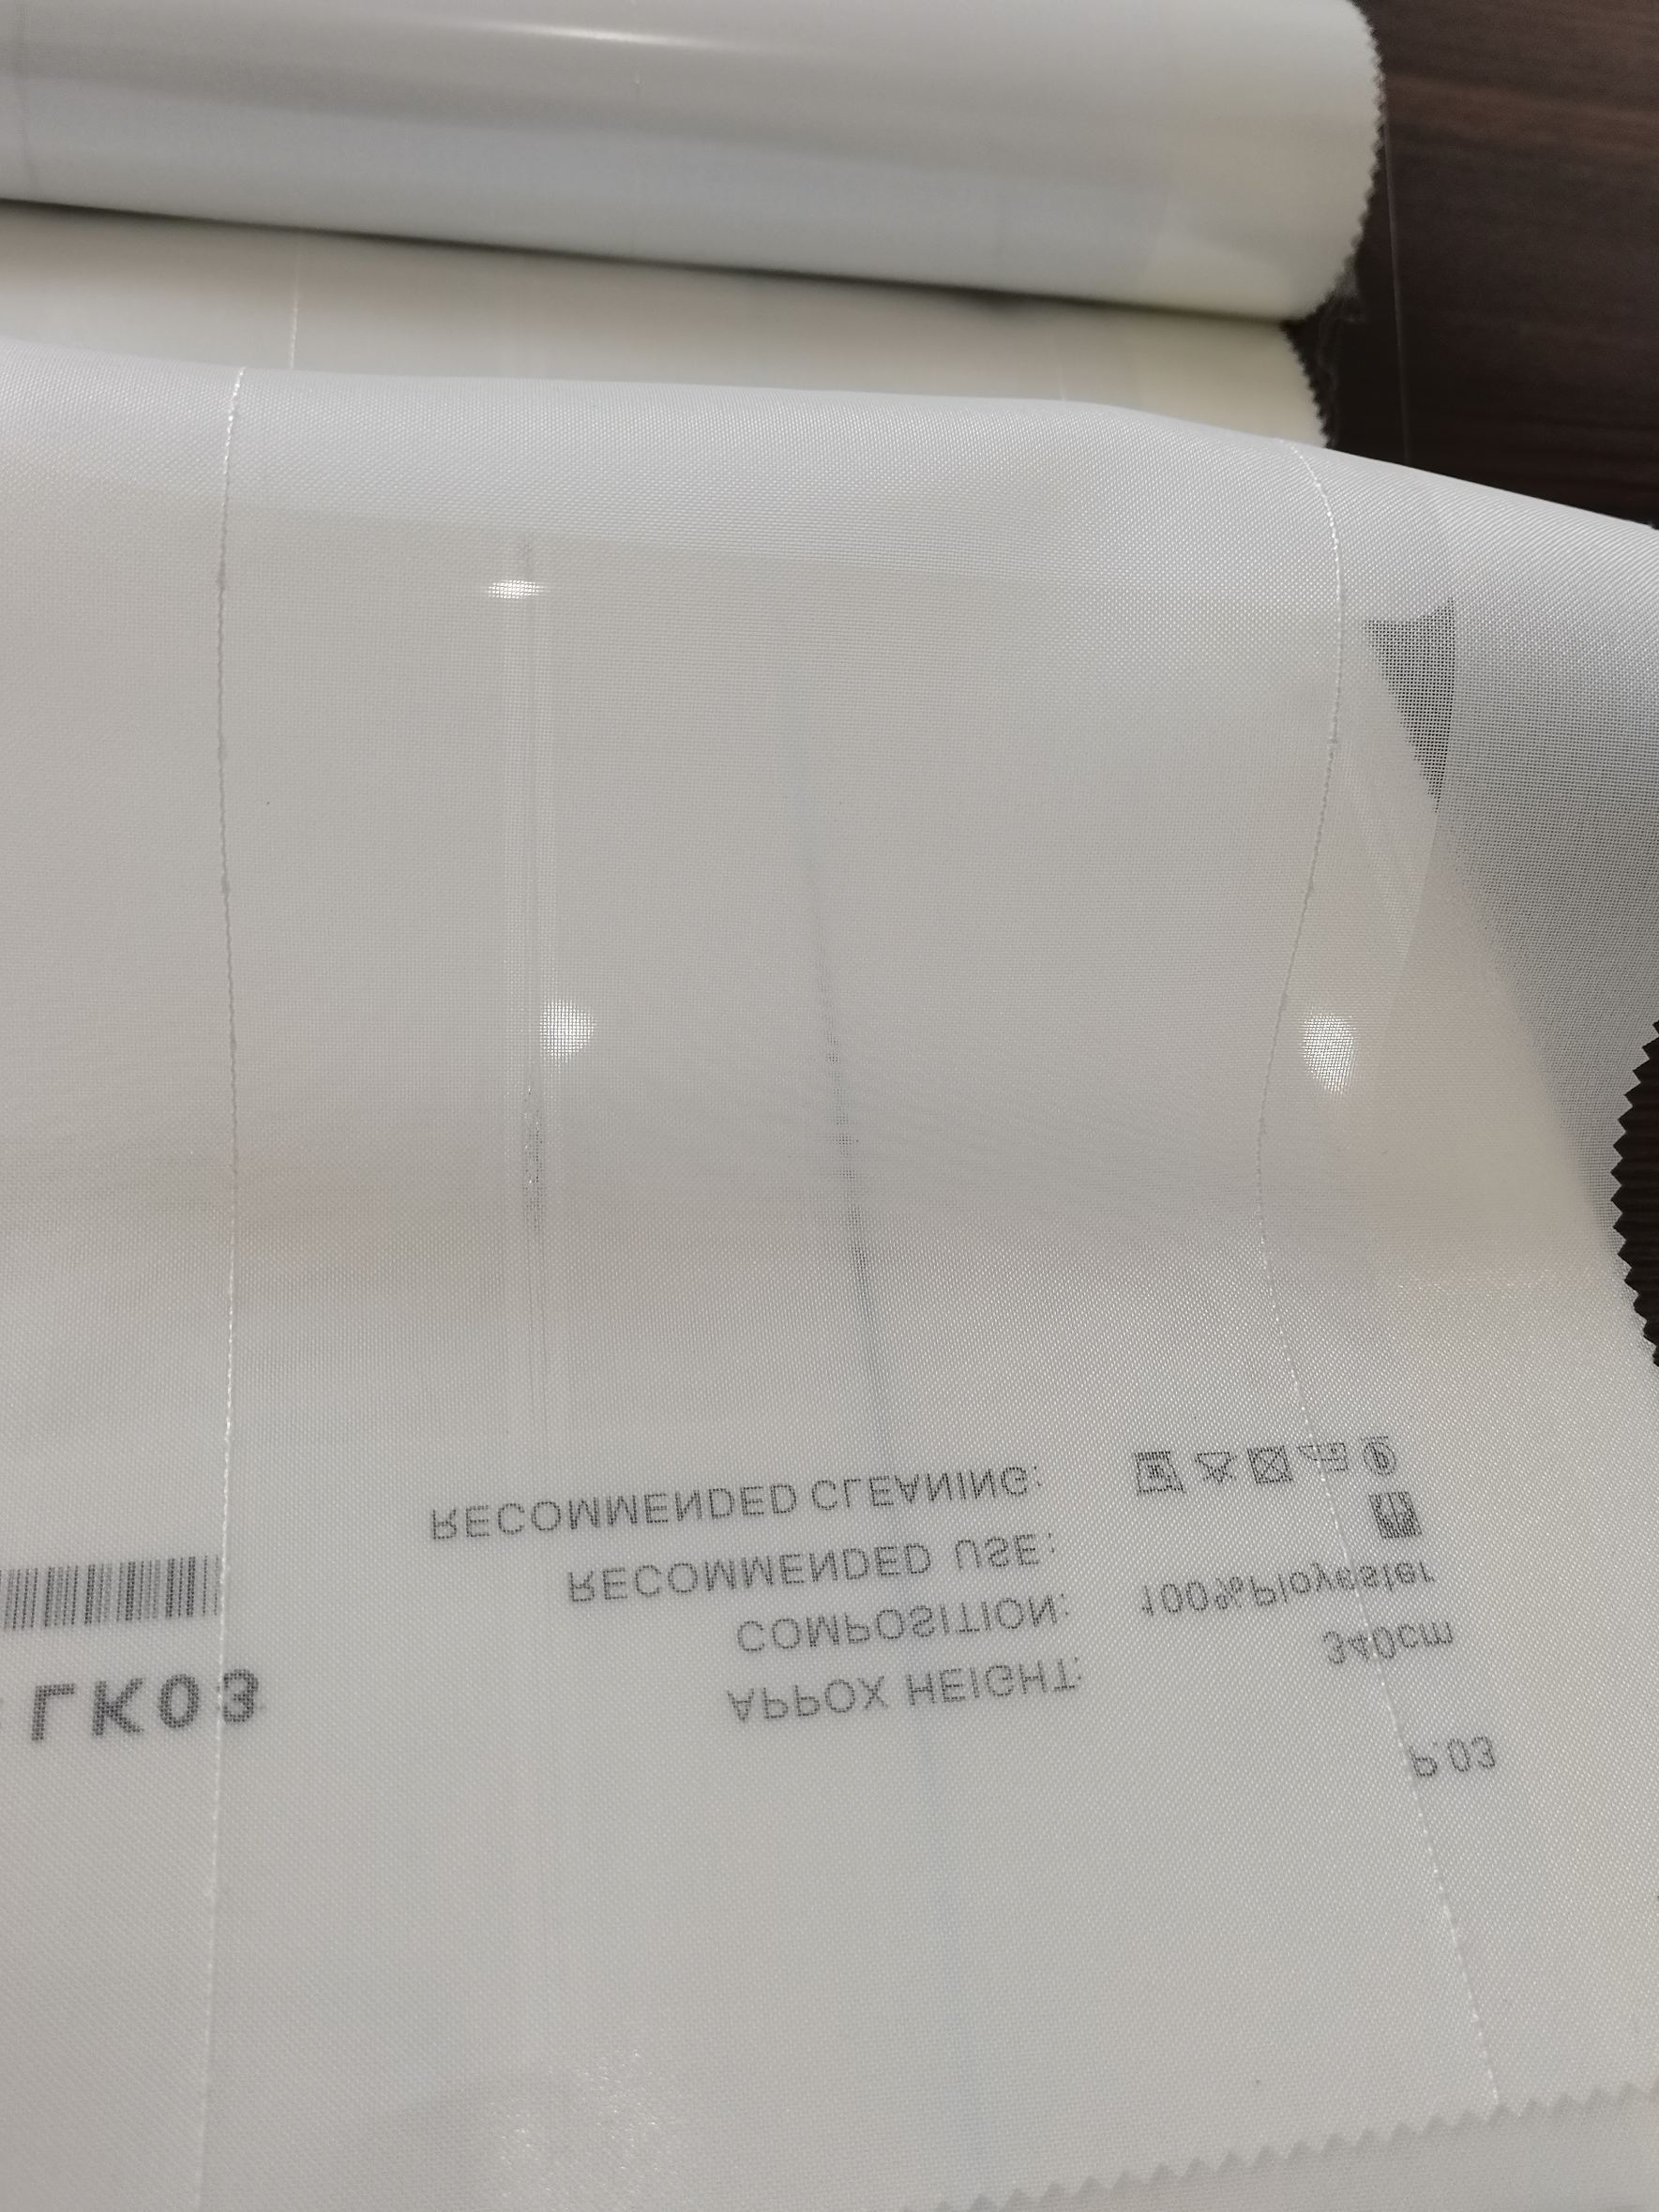 P.03
LK03
APPOX HEIGHT: 340cm
COMPOSITION: 100%Ployester
RECOMMENDED USE:
RECOMMENDED CLEANING: